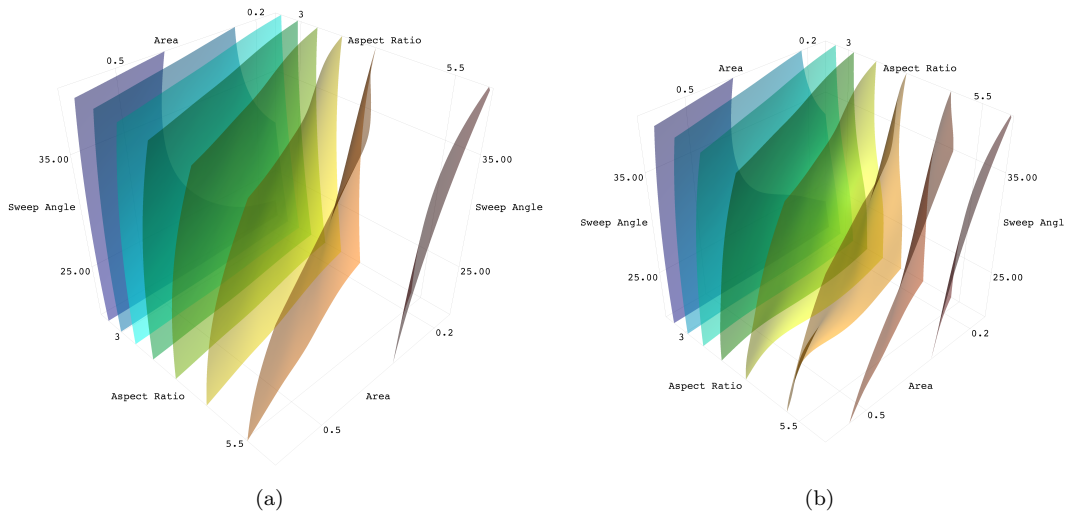 0.2
3
Area
Aspect Ratio
0.5
5.5
35.00
35.00
Sweep Angle
Sweep Angle
25.00
25.00
3
0.2
Aspect Ratio
Area
0.5
5.5
(a)
0.2
3
Area
Aspect Ratio
0.5
5.5
35.00
35.00
Sweep Angle
Sweep Angl
25.00
25.00
3
0.2
Aspect Ratio
Area
0.5
5.5
(b)